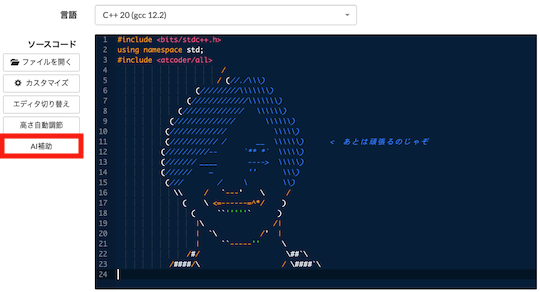 言語
C++ 20 (gcc 12.2)
ソースコード
ファイルを開く
カスタマイズ
エディタ切り替え
高さ自動調節
AI補助
1 #include <bits/stdc++.h>
2 using namespace std;
3 #include <atcoder/all>
4
5
6
7
8
9
10
11 < あとは頑張るのじゃぞ
12
13
14
15
16
17
18
19
20
21
22
23
24